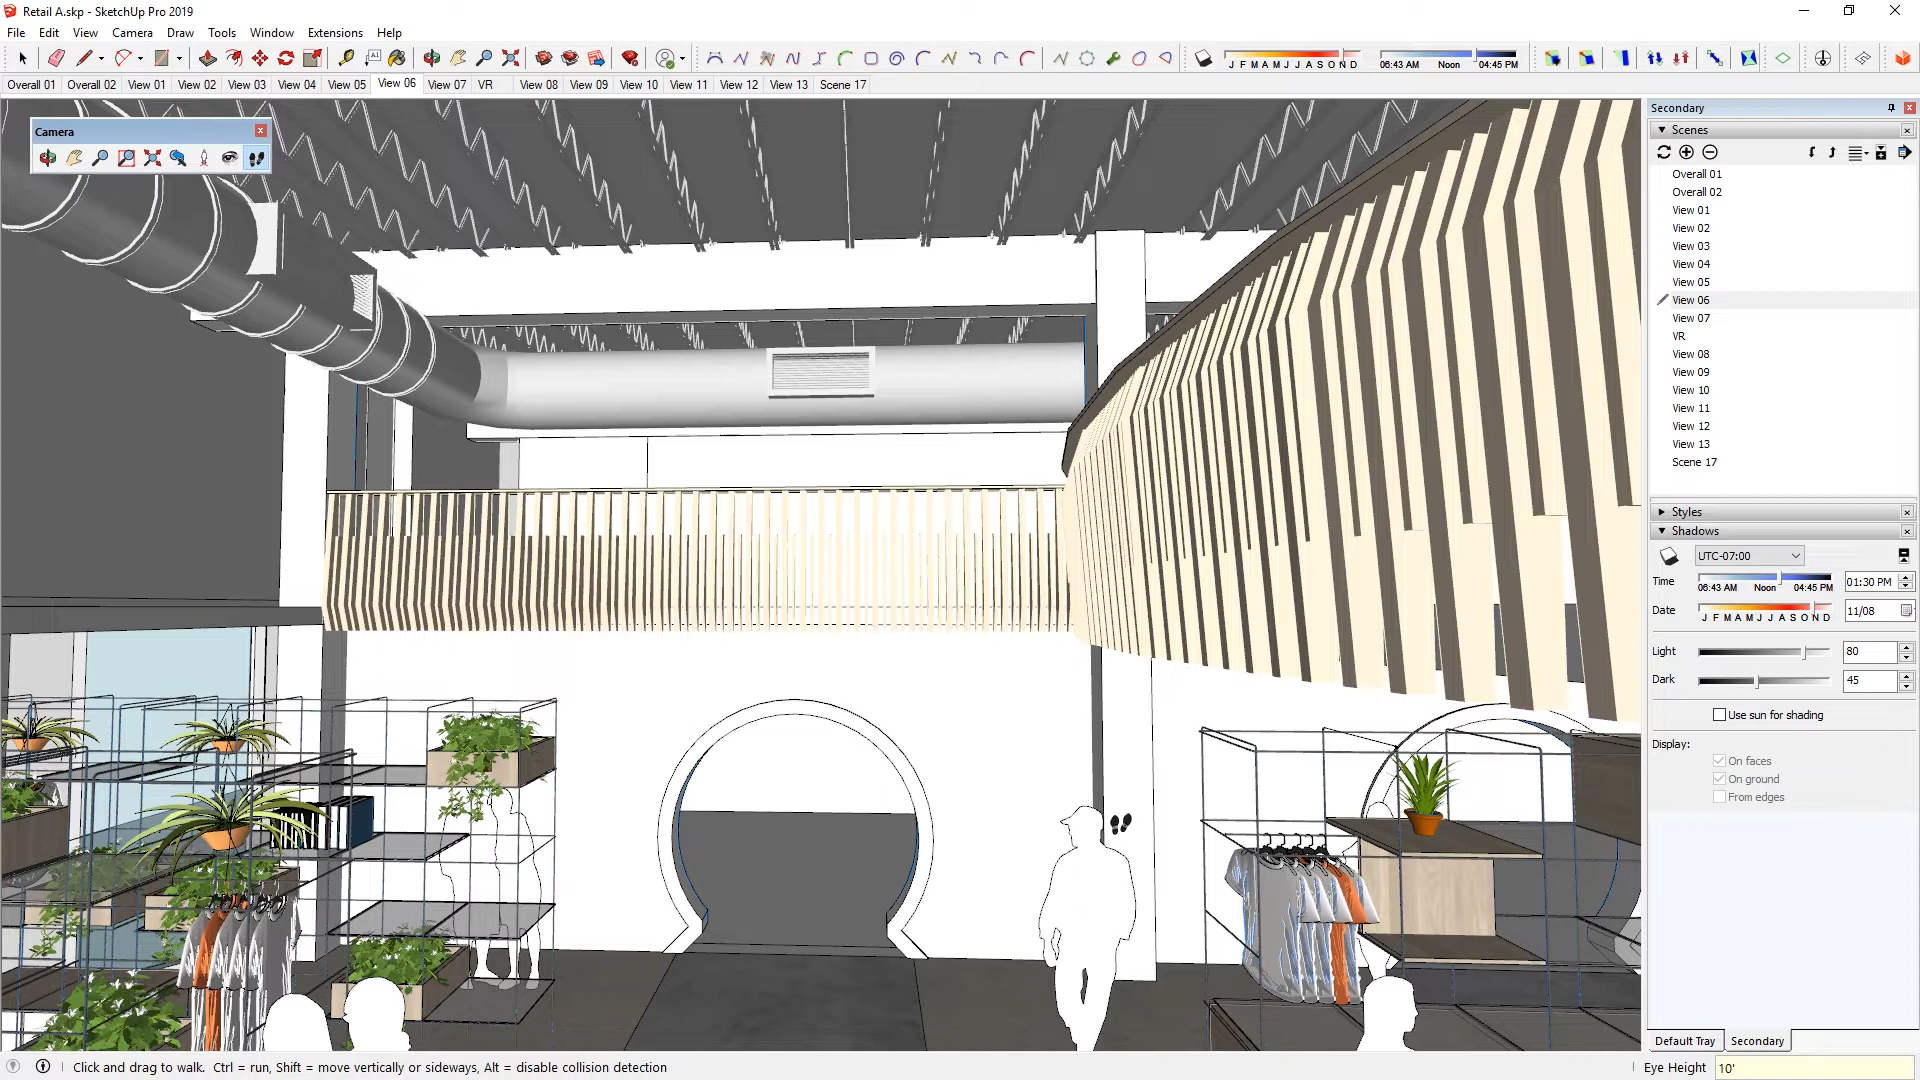 Retail A.skp - SketchUp Pro 2019
File Edit View Camera Draw Tools Window Extensions Help
J F M A M J J A S O N D 06:43 AM Noon 04:45 PM
Overall 01 Overall 02 View 01 View 02 View 03 View 04 View 05 View 06 View 07 VR View 08 View 09 View 10 View 11 View 12 View 13 Scene 17
Camera
Secondary
Scenes
Overall 01
Overall 02
View 01
View 02
View 03
View 04
View 05
View 06
View 07
VR
View 08
View 09
View 10
View 11
View 12
View 13
Scene 17
Styles
Shadows
UTC-07:00
Time 06:43 AM Noon 04:45 PM 01:30 PM
Date J F M A M J J A S O N D 11/08
Light 80
Dark 45
Use sun for shading
Display:
On faces
On ground
From edges
Default Tray Secondary
Click and drag to walk. Ctrl = run, Shift = move vertically or sideways, Alt = disable collision detection
Eye Height 10'